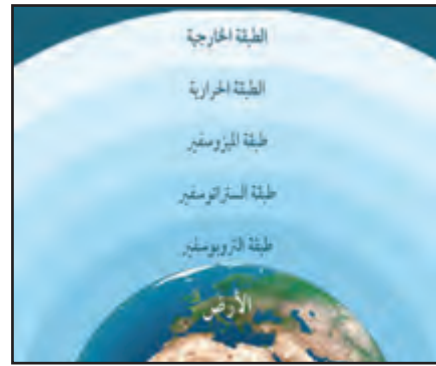 الطبقة الخارجية
الطبقة الحرارية
طبقة الميزوسفير
طبقة الستراتوسفير
طبقة التروبوسفير
الأرض